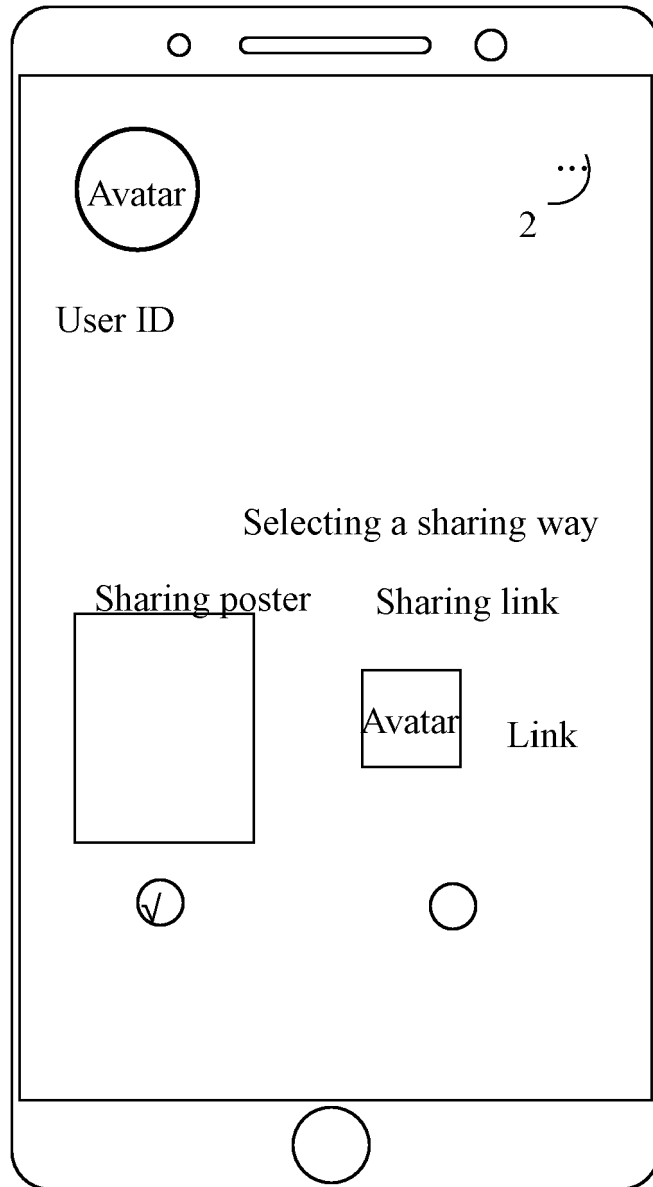 Avatar
...
2
User ID
Selecting a sharing way
Sharing poster Sharing link
Avatar Link
√